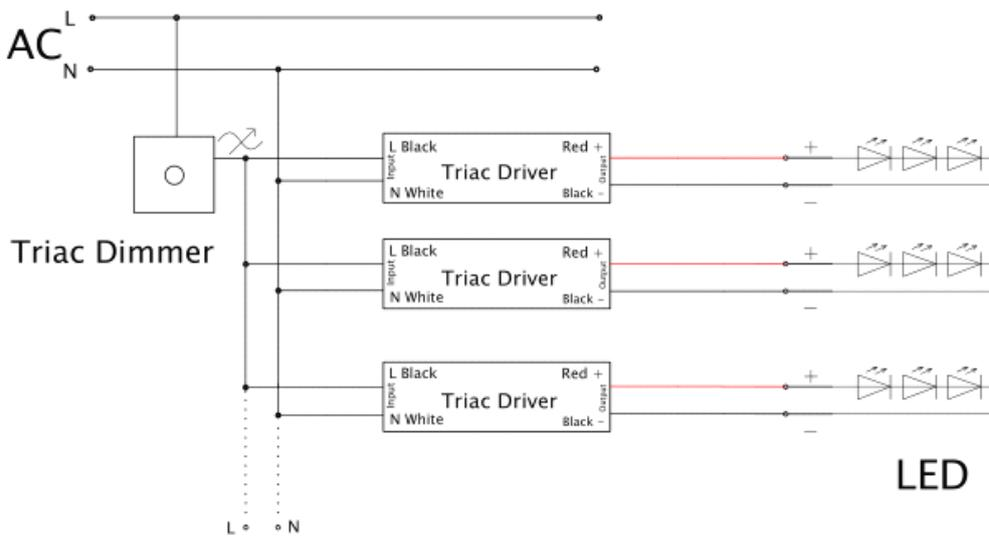 L
AC
N
L Black
Red +
Input
Triac Driver
Output
N White
Black -
Triac Dimmer
+
—
L Black
Red +
Input
Triac Driver
Output
N White
Black -
+
—
L Black
Red +
Input
Triac Driver
Output
N White
Black -
+
—
LED
L
N